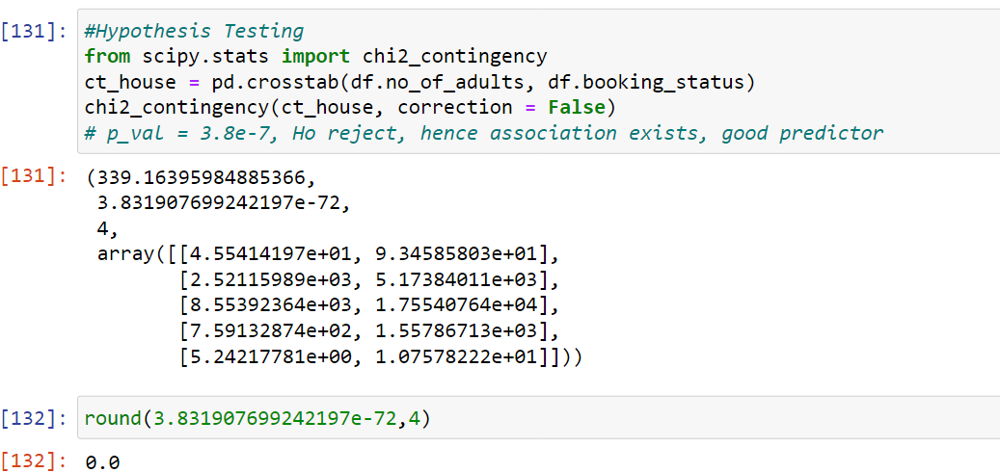 [131]: #Hypothesis Testing
from scipy.stats import chi2_contingency
ct_house = pd.crosstab(df.no_of_adults, df.booking_status)
chi2_contingency(ct_house, correction = False)
# p_val = 3.8e-7, Ho reject, hence association exists, good predictor
[131]: (339.16395984885366,
3.831907699242197e-72,
4,
array([[4.55414197e+01, 9.34585803e+01],
[2.52115989e+03, 5.17384011e+03],
[8.55392364e+03, 1.75540764e+04],
[7.59132874e+02, 1.55786713e+03],
[5.24217781e+00, 1.07578222e+01]]))
[132]: round(3.831907699242197e-72,4)
[132]: 0.0